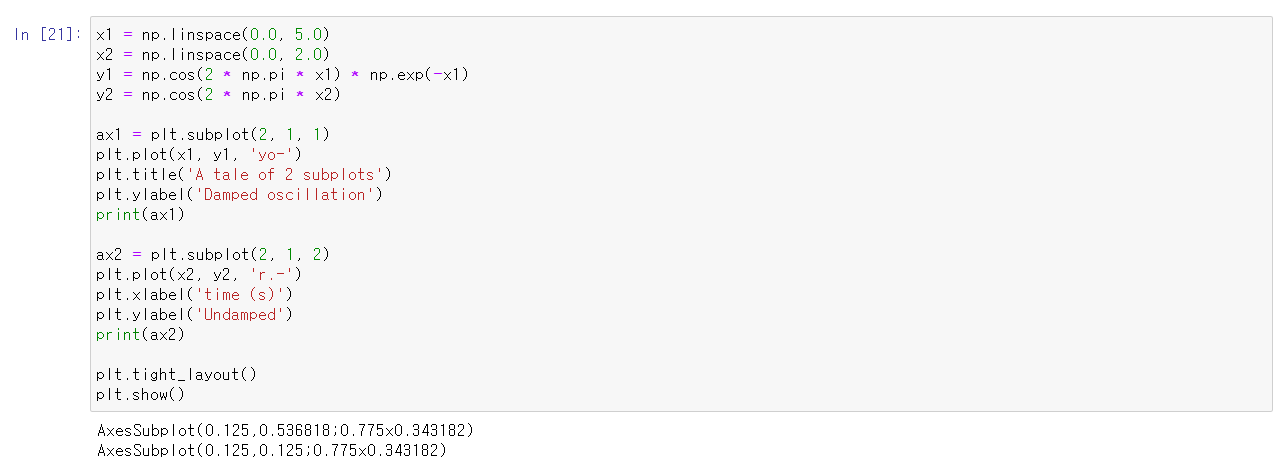 In [21]:
x1 = np.linspace(0.0, 5.0)
x2 = np.linspace(0.0, 2.0)
y1 = np.cos(2 * np.pi * x1) * np.exp(-x1)
y2 = np.cos(2 * np.pi * x2)
ax1 = plt.subplot(2, 1, 1)
plt.plot(x1, y1, 'yo-')
plt.title('A tale of 2 subplots')
plt.ylabel('Damped oscillation')
print(ax1)
ax2 = plt.subplot(2, 1, 2)
plt.plot(x2, y2, 'r.-')
plt.xlabel('time (s)')
plt.ylabel('Undamped')
print(ax2)
plt.tight_layout()
plt.show()
AxesSubplot(0.125,0.536818;0.775x0.343182)
AxesSubplot(0.125,0.125;0.775x0.343182)